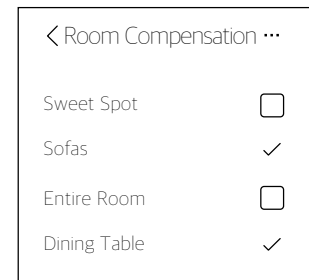 Room Compensation ...
Sweet Spot
Sofas
Entire Room
Dining Table